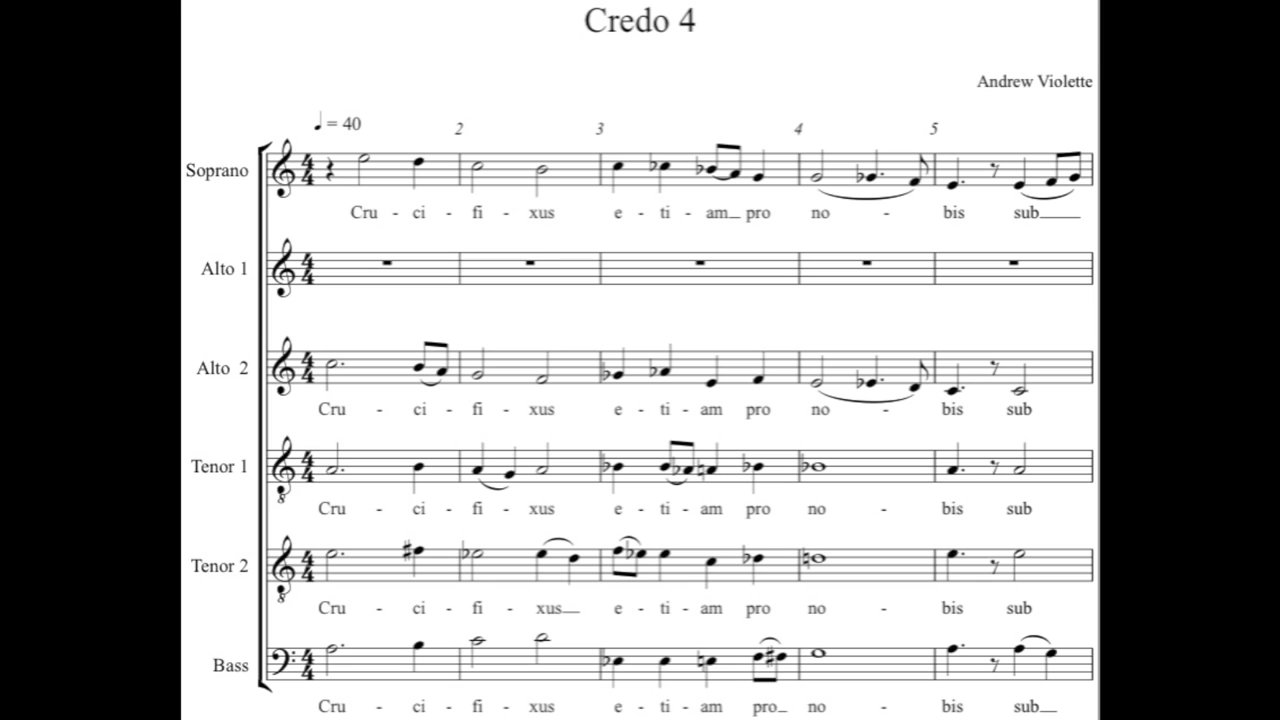 Credo 4
Andrew Violette
= 40
2 3 4 5
Soprano
Cru - ci - fi - xus e - ti - am pro no - bis sub
Alto 1
Alto 2
Cru - ci - fi - xus e - ti - am pro no - bis sub
Tenor 1
8
Cru - ci - fi - xus e - ti - am pro no - bis sub
Tenor 2
8
Cru - ci - fi - xus e - ti - am pro no - bis sub
Bass
Cru - ci - fi - xus e - ti - am pro no - bis sub